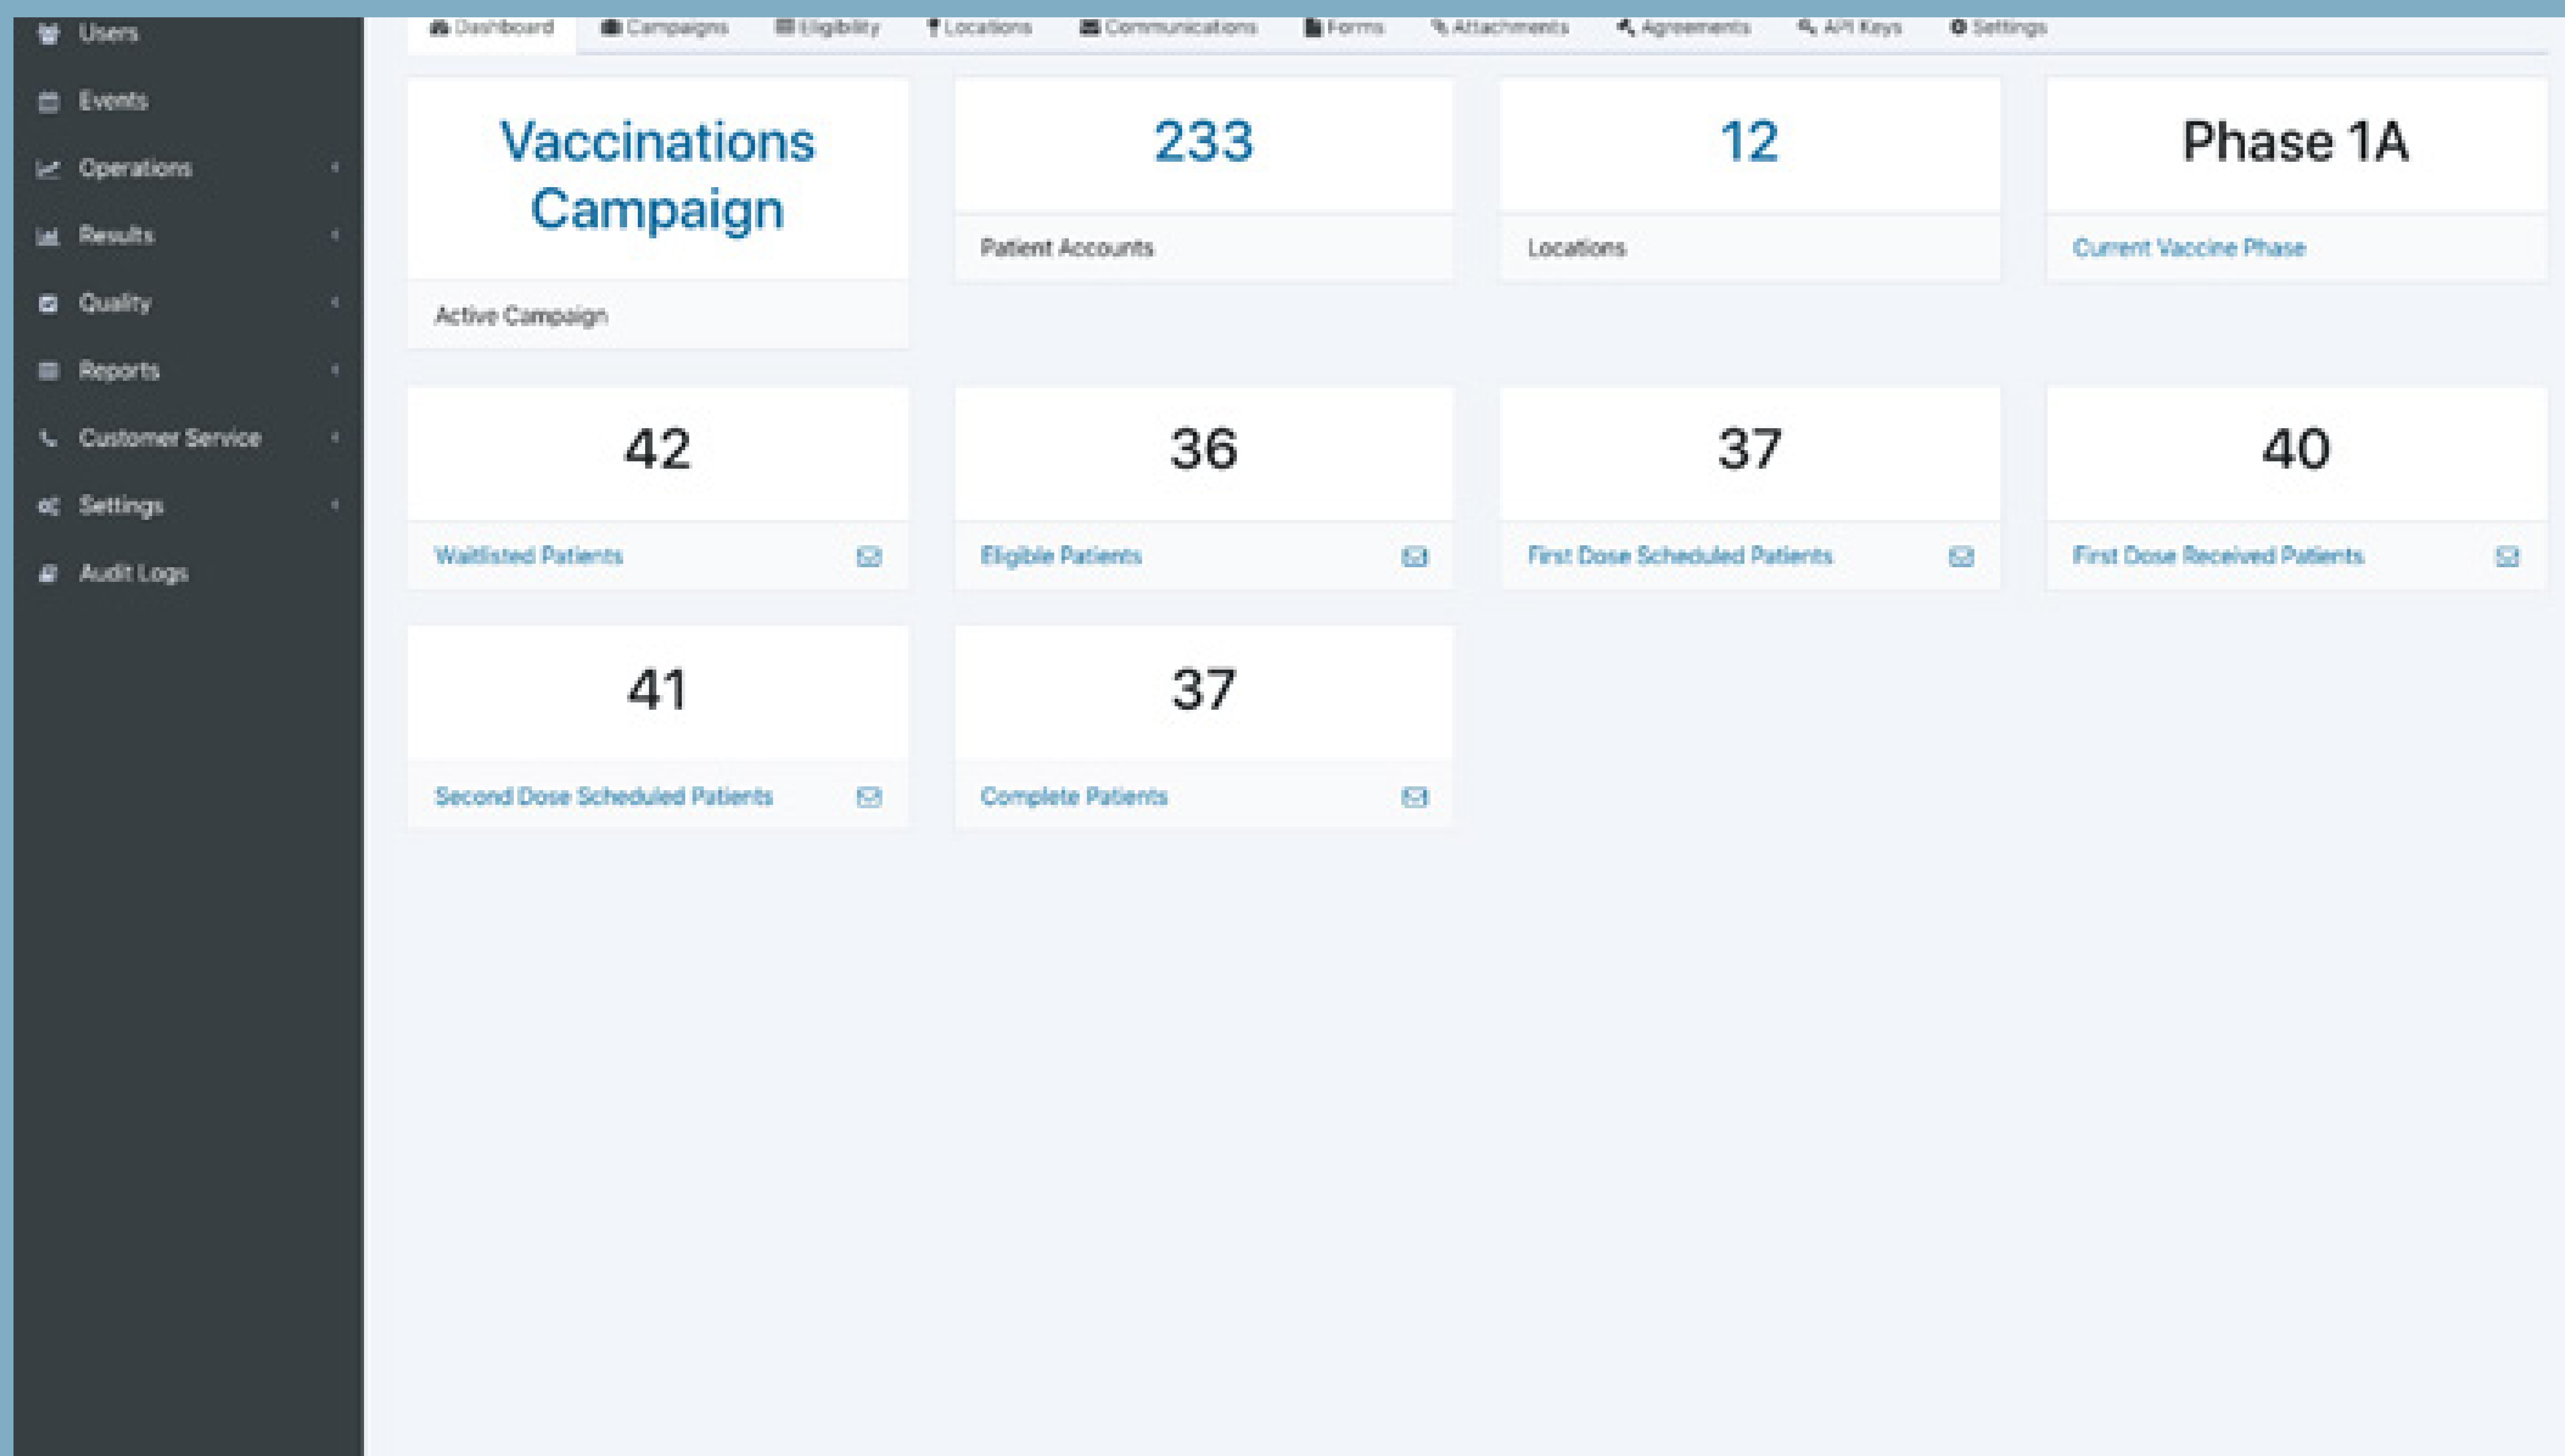 Users
Events
Operations
Results
Quality
Reports
Customer Service
Settings
Audit Logs
Dashboard Campaigns Eligibility Locations Communications Forms Attachments Agreements API Keys Settings
Vaccinations
Campaign
Active Campaign
233
Patient Accounts
12
Locations
Phase 1A
Current Vaccine Phase
42
Waitlisted Patients
36
Eligible Patients
37
First Dose Scheduled Patients
40
First Dose Received Patients
41
Second Dose Scheduled Patients
37
Complete Patients